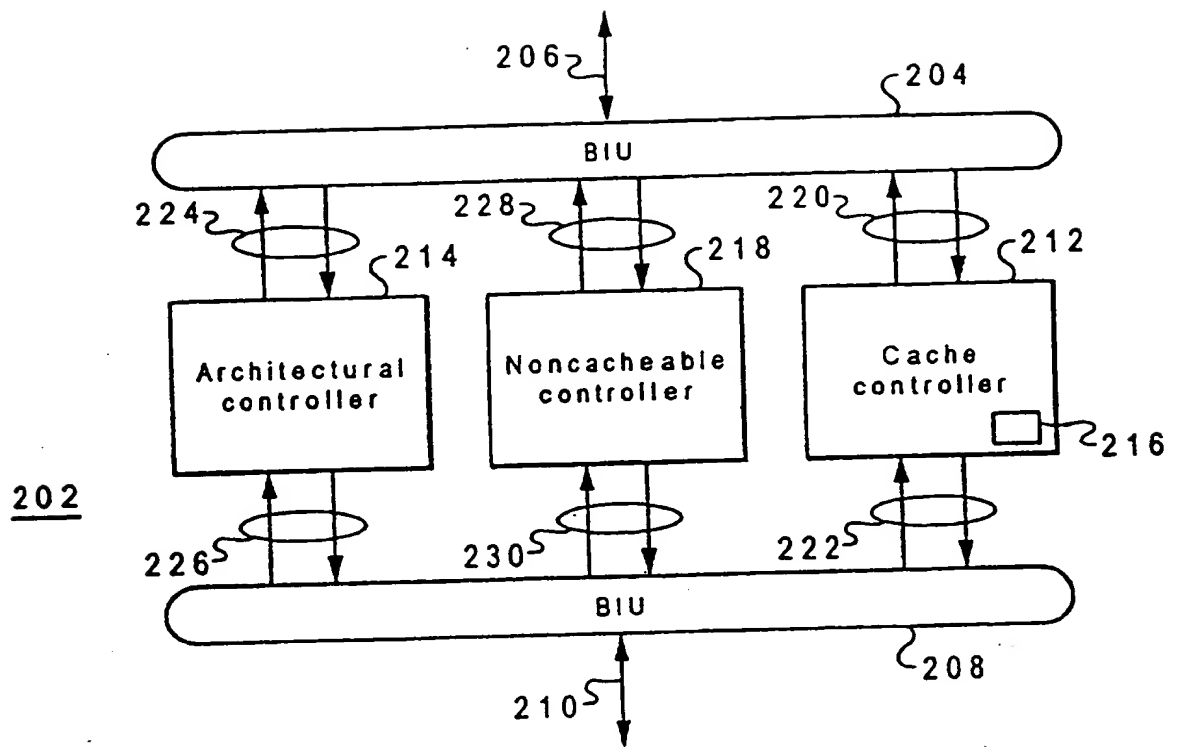 206
204
BIU
224
228
220
214
218
212
Architectural
controller
Noncacheable
controller
Cache
controller
216
202
226
230
222
BIU
208
210